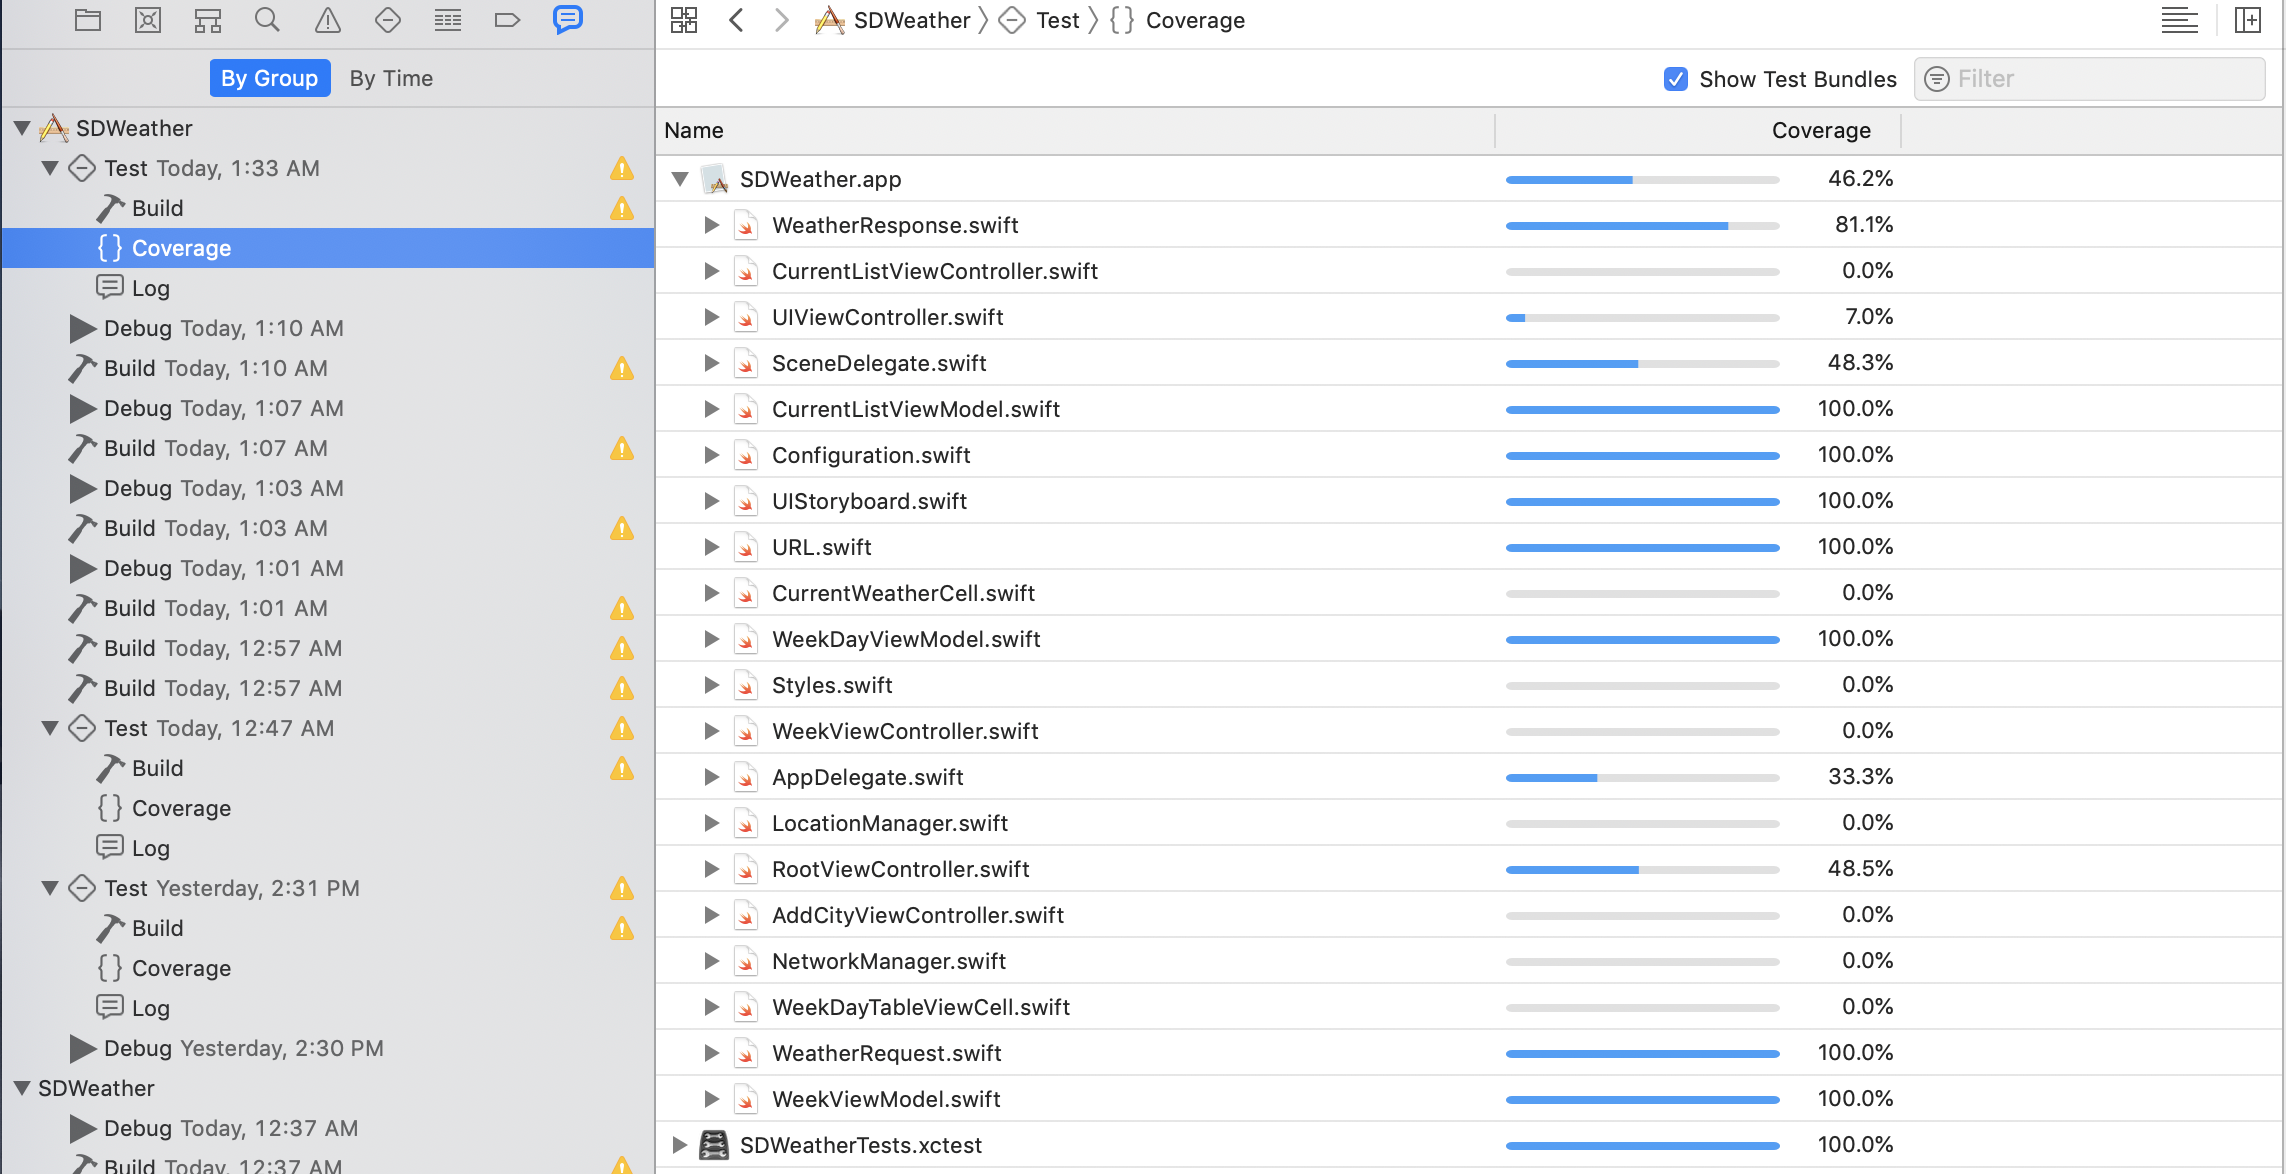 SDWeather Test Coverage
By Group By Time
Show Test Bundles Filter
SDWeather
Test Today, 1:33 AM
Build
{} Coverage
Log
Debug Today, 1:10 AM
Build Today, 1:10 AM
Debug Today, 1:07 AM
Build Today, 1:07 AM
Debug Today, 1:03 AM
Build Today, 1:03 AM
Debug Today, 1:01 AM
Build Today, 1:01 AM
Build Today, 12:57 AM
Build Today, 12:57 AM
Test Today, 12:47 AM
Build
{} Coverage
Log
Test Yesterday, 2:31 PM
Build
{} Coverage
Log
Debug Yesterday, 2:30 PM
SDWeather
Debug Today, 12:37 AM
Build Today, 12:37 AM
Name Coverage
SDWeather.app 46.2%
WeatherResponse.swift 81.1%
CurrentListViewController.swift 0.0%
UIViewController.swift 7.0%
SceneDelegate.swift 48.3%
CurrentListViewModel.swift 100.0%
Configuration.swift 100.0%
UIStoryboard.swift 100.0%
URL.swift 100.0%
CurrentWeatherCell.swift 0.0%
WeekDayViewModel.swift 100.0%
Styles.swift 0.0%
WeekViewController.swift 0.0%
AppDelegate.swift 33.3%
LocationManager.swift 0.0%
RootViewController.swift 48.5%
AddCityViewController.swift 0.0%
NetworkManager.swift 0.0%
WeekDayTableViewCell.swift 0.0%
WeatherRequest.swift 100.0%
WeekViewModel.swift 100.0%
SDWeatherTests.xctest 100.0%